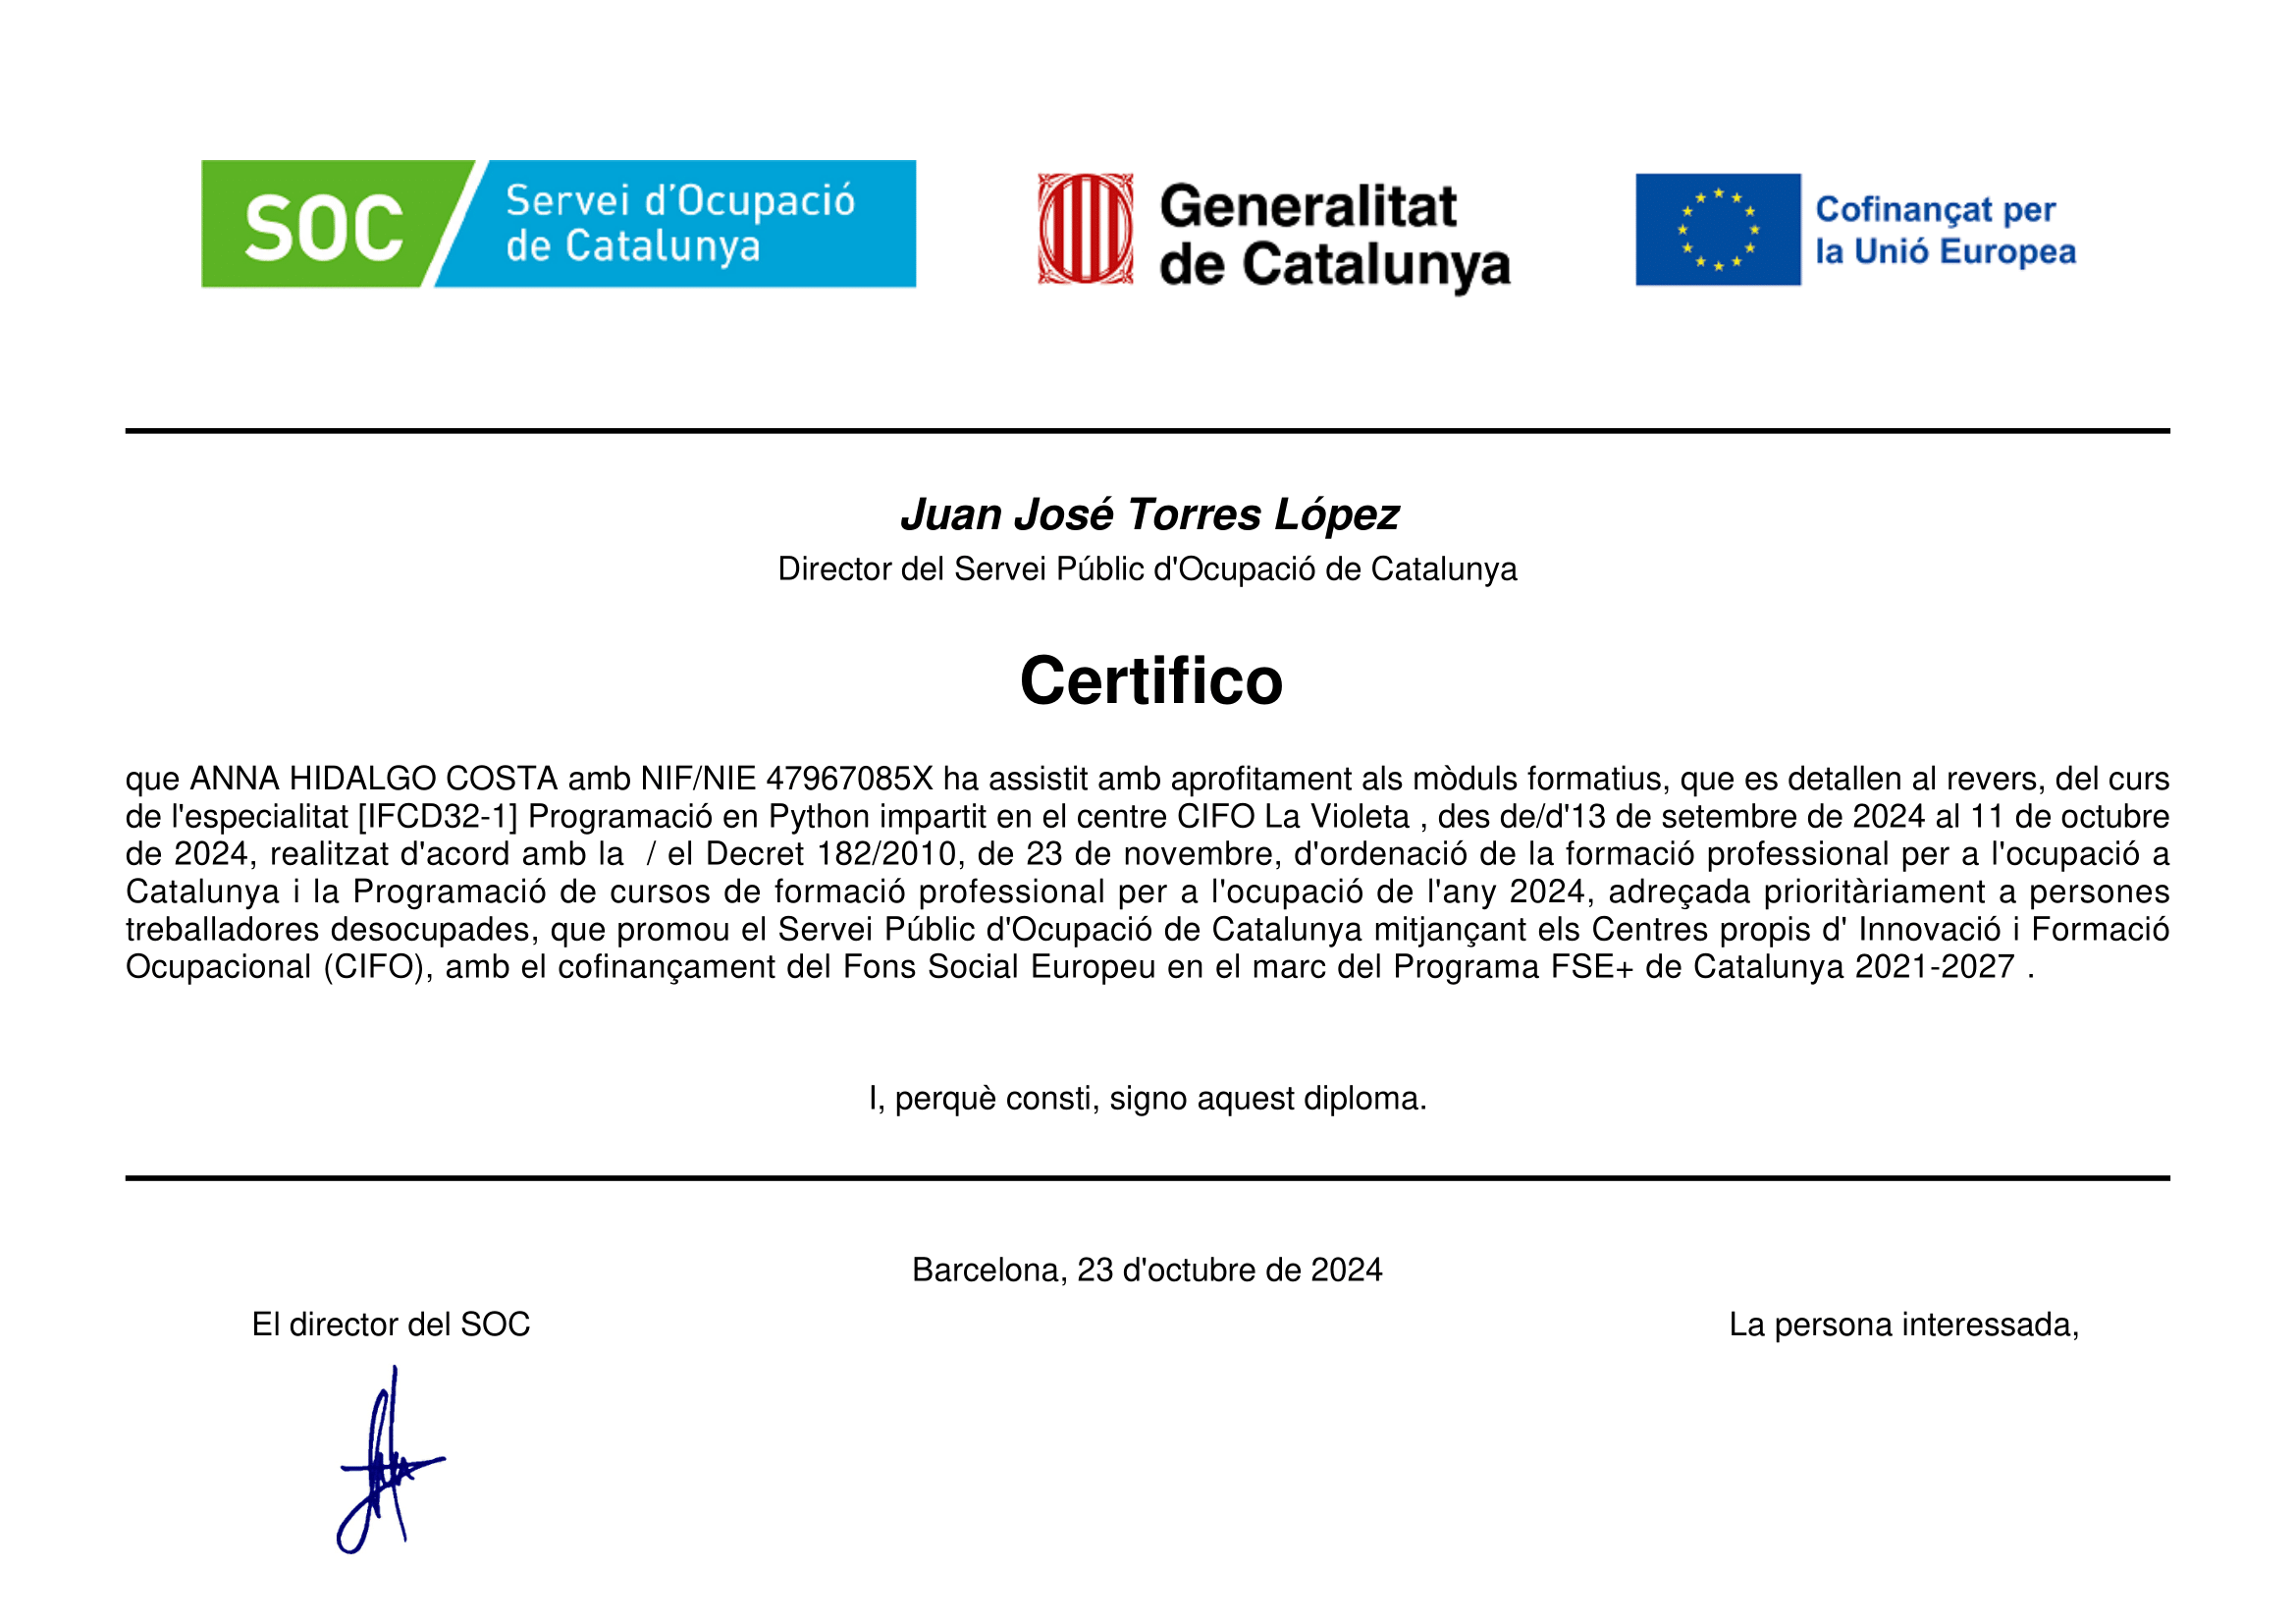 SOC
Servei d'Ocupació
de Catalunya
Generalitat
de Catalunya
Cofinançat per
la Unió Europea
Juan José Torres López
Director del Servei Públic d'Ocupació de Catalunya
Certifico
que ANNA HIDALGO COSTA amb NIF/NIE 47967085X ha assistit amb aprofitament als mòduls formatius, que es detallen al revers, del curs
de l'especialitat [IFCD32-1] Programació en Python impartit en el centre CIFO La Violeta , des de/d'13 de setembre de 2024 al 11 de octubre
de 2024, realitzat d'acord amb la  / el Decret 182/2010, de 23 de novembre, d'ordenació de la formació professional per a l'ocupació a
Catalunya i la Programació de cursos de formació professional per a l'ocupació de l'any 2024, adreçada prioritàriament a persones
treballadores desocupades, que promou el Servei Públic d'Ocupació de Catalunya mitjançant els Centres propis d' Innovació i Formació
Ocupacional (CIFO), amb el cofinançament del Fons Social Europeu en el marc del Programa FSE+ de Catalunya 2021-2027 .
I, perquè consti, signo aquest diploma.
Barcelona, 23 d'octubre de 2024
El director del SOC
La persona interessada,